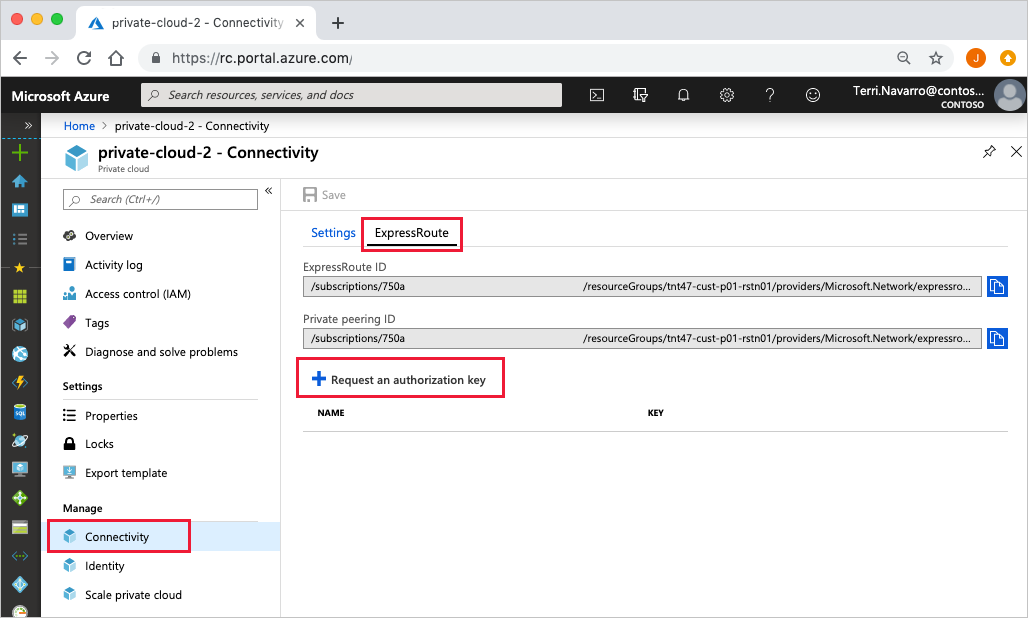 private-cloud-2 - Connectivity
https://rc.portal.azure.com/
J
Microsoft Azure
Search resources, services, and docs
Terri.Navarro@contos...
CONTOSO
Home > private-cloud-2 - Connectivity
private-cloud-2 - Connectivity
Private cloud
Search (Ctrl+/)
Overview
Activity log
Access control (IAM)
Tags
Diagnose and solve problems
Settings
Properties
Locks
Export template
Manage
Connectivity
Identity
Scale private cloud
Save
Settings ExpressRoute
ExpressRoute ID
/subscriptions/750a /resourceGroups/tnt47-cust-p01-rstn01/providers/Microsoft.Network/expressro...
Private peering ID
/subscriptions/750a /resourceGroups/tnt47-cust-p01-rstn01/providers/Microsoft.Network/expressro...
Request an authorization key
NAME KEY
SQL